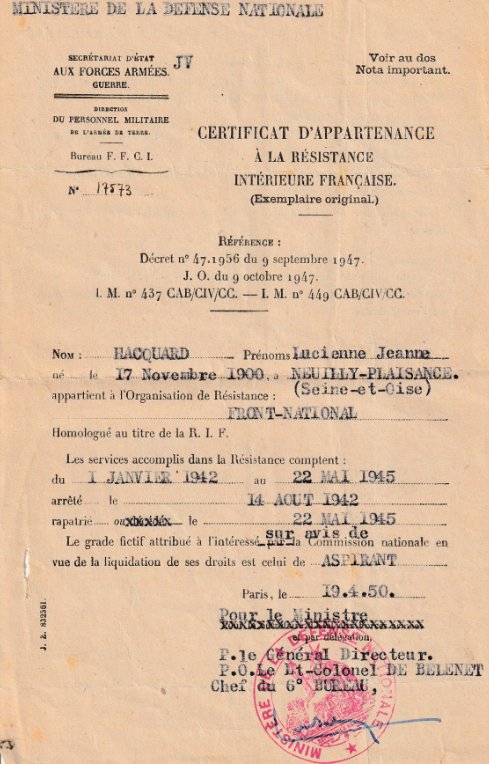 MINISTERE DE LA DEFENSE NATIONALE
SECRÉTARIAT D'ÉTAT
AUX FORCES ARMÉES.
GUERRE.
JV
Voir au dos
Nota important.
DIRECTION
DU PERSONNEL MILITAIRE
DE L'ARMÉE DE TERRE.
Bureau F. F. C. I.
N° 17573
CERTIFICAT D'APPARTENANCE
À LA RÉSISTANCE
INTÉRIEURE FRANÇAISE.
(Exemplaire original.)
RÉFÉRENCE :
Décret n° 47.1956 du 9 septembre 1947.
J. O. du 9 octobre 1947.
I. M. n° 437 CAB/CIV/CC. — I. M. n° 449 CAB/CIV/CC.
NOM : HACQUARD Prénoms Lucienne Jeanne
né le 17 Novembre 1900, a NEUILLY-PLAISANCE.
(Seine-et-Oise)
appartient à l'Organisation de Résistance :
FRONT-NATIONAL
Homologué au titre de la R. I. F.
Les services accomplis dans la Résistance comptent :
du I JANVIER 1942 au 22 MAI 1945
arrêté le 14 AOUT 1942
rapatrié ou le 22 MAI 1945
sur avis de
Le grade fictif attribué à l'intéressé par la Commission nationale en
vue de la liquidation de ses droits est celui de ASPIRANT
Paris, le 19.4.50.
Pour le Ministre
et par délégation,
P.le Général Directeur.
P.O.Le Lt-Colonel DE BELENET
Chef du 6° BUREAU,
MINISTÈRE DE LA DÉFENSE NATIONALE
J. Z. 832561.